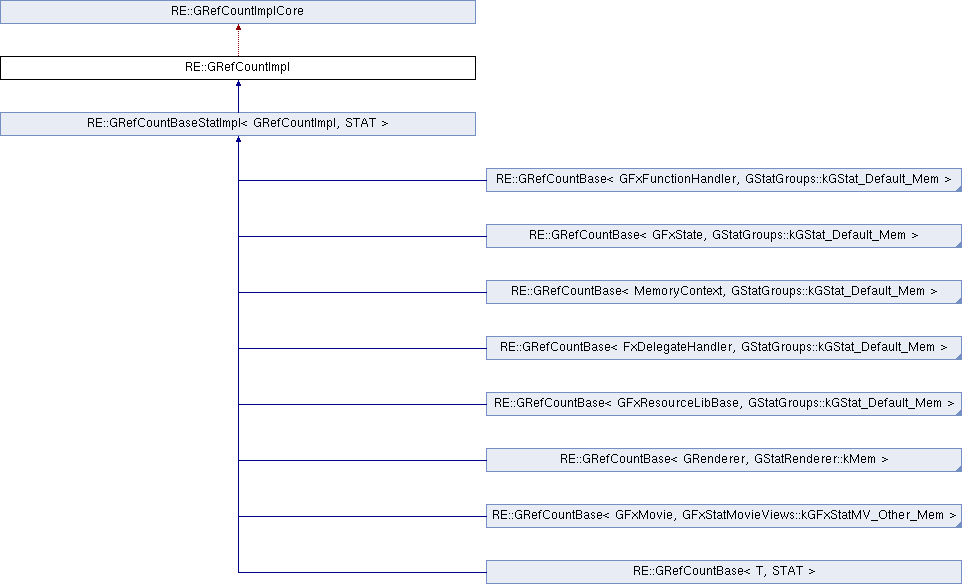 RE::GRefCountImplCore
RE::GRefCountImpl
RE::GRefCountBaseStatImpl< GRefCountImpl, STAT >
RE::GRefCountBase< GFxFunctionHandler, GStatGroups::kGStat_Default_Mem >
RE::GRefCountBase< GFxState, GStatGroups::kGStat_Default_Mem >
RE::GRefCountBase< MemoryContext, GStatGroups::kGStat_Default_Mem >
RE::GRefCountBase< FxDelegateHandler, GStatGroups::kGStat_Default_Mem >
RE::GRefCountBase< GFxResourceLibBase, GStatGroups::kGStat_Default_Mem >
RE::GRefCountBase< GRenderer, GStatRenderer::kMem >
RE::GRefCountBase< GFxMovie, GFxStatMovieViews::kGFxStatMV_Other_Mem >
RE::GRefCountBase< T, STAT >